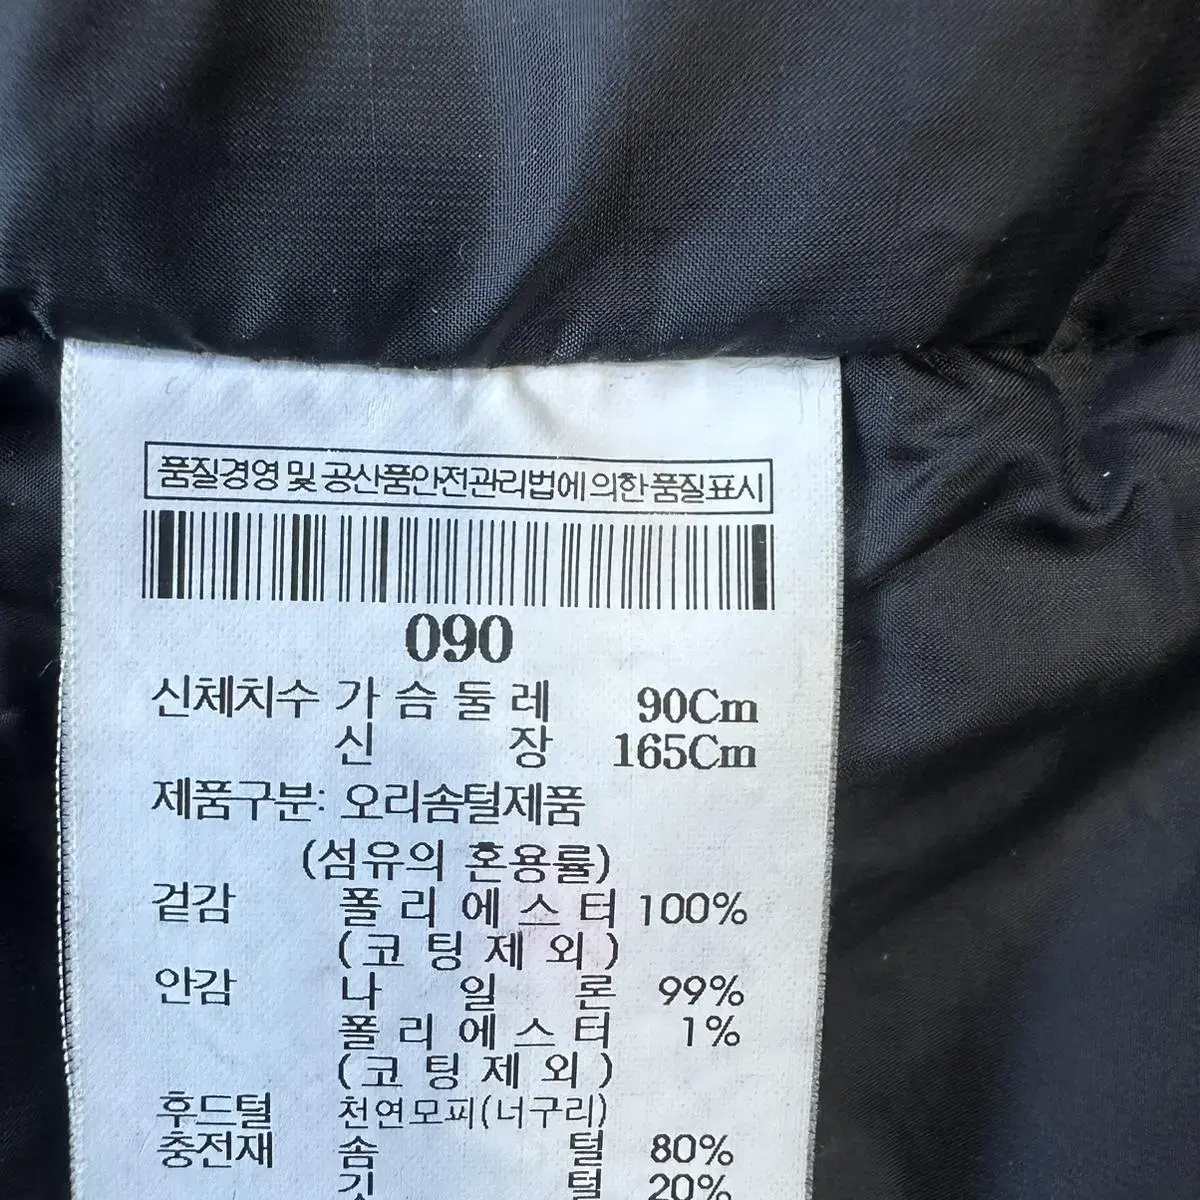 품질경영 및 공산품안전관리법에 의한 품질표시
090
신체치수 가슴둘레 90Cm
신장 165Cm
제품구분: 오리솜털제품
(섬유의 혼용률)
겉감 폴리에스터 100%
(코팅제외)
안감 나일론 99%
폴리에스터 1%
(코팅제외)
후드털 천연모피(너구리)
충전재 솜털 80%
깃털 20%